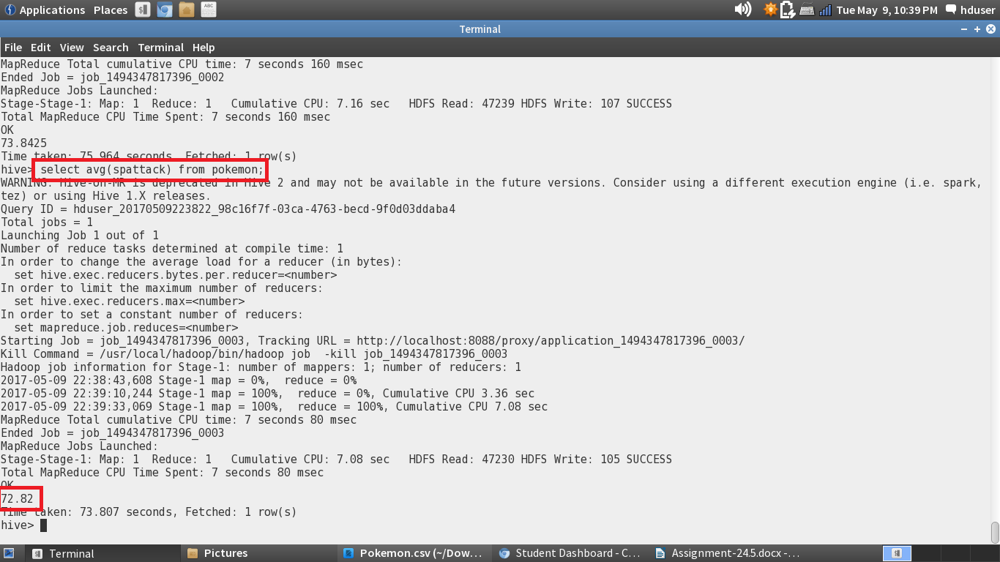 Applications Places Tue May 9, 10:39 PM hduser
Terminal
File Edit View Search Terminal Help
MapReduce Total cumulative CPU time: 7 seconds 160 msec
Ended Job = job_1494347817396_0002
MapReduce Jobs Launched:
Stage-Stage-1: Map: 1  Reduce: 1   Cumulative CPU: 7.16 sec   HDFS Read: 47239 HDFS Write: 107 SUCCESS
Total MapReduce CPU Time Spent: 7 seconds 160 msec
OK
73.8425
Time taken: 75.964 seconds, Fetched: 1 row(s)
hive> select avg(spattack) from pokemon;
WARNING: Hive-on-MR is deprecated in Hive 2 and may not be available in the future versions. Consider using a different execution engine (i.e. spark,
tez) or using Hive 1.X releases.
Query ID = hduser_20170509223822_98c16f7f-03ca-4763-becd-9f0d03ddaba4
Total jobs = 1
Launching Job 1 out of 1
Number of reduce tasks determined at compile time: 1
In order to change the average load for a reducer (in bytes):
  set hive.exec.reducers.bytes.per.reducer=<number>
In order to limit the maximum number of reducers:
  set hive.exec.reducers.max=<number>
In order to set a constant number of reducers:
  set mapreduce.job.reduces=<number>
Starting Job = job_1494347817396_0003, Tracking URL = http://localhost:8088/proxy/application_1494347817396_0003/
Kill Command = /usr/local/hadoop/bin/hadoop job  -kill job_1494347817396_0003
Hadoop job information for Stage-1: number of mappers: 1; number of reducers: 1
2017-05-09 22:38:43,608 Stage-1 map = 0%,  reduce = 0%
2017-05-09 22:39:10,244 Stage-1 map = 100%,  reduce = 0%, Cumulative CPU 3.36 sec
2017-05-09 22:39:33,069 Stage-1 map = 100%,  reduce = 100%, Cumulative CPU 7.08 sec
MapReduce Total cumulative CPU time: 7 seconds 80 msec
Ended Job = job_1494347817396_0003
MapReduce Jobs Launched:
Stage-Stage-1: Map: 1  Reduce: 1   Cumulative CPU: 7.08 sec   HDFS Read: 47230 HDFS Write: 105 SUCCESS
Total MapReduce CPU Time Spent: 7 seconds 80 msec
OK
72.82
Time taken: 73.807 seconds, Fetched: 1 row(s)
hive>
Terminal Pictures Pokemon.csv (~/Dow... Student Dashboard - C... Assignment-24.5.docx -...